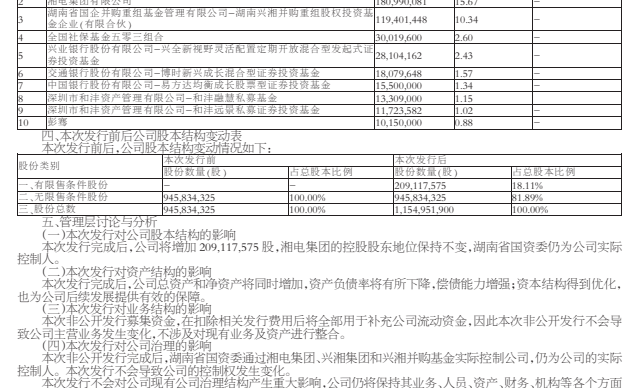 2 湘电集团有限公司 180,990,081 15.67 –
3 湖南省国企并购重组基金管理有限公司–湖南兴湘并购重组股权投资基金企业(有限合伙) 119,401,448 10.34 –
4 全国社保基金五零三组合 30,019,600 2.60 –
5 兴业银行股份有限公司–兴全新视野灵活配置定期开放混合型发起式证券投资基金 28,104,162 2.43 –
6 交通银行股份有限公司–博时新兴成长混合型证券投资基金 18,079,648 1.57 –
7 中国银行股份有限公司–易方达均衡成长股票型证券投资基金 15,500,000 1.34 –
8 深圳市和沣资产管理有限公司–和沣融慧私募基金 13,309,000 1.15
9 深圳市和沣资产管理有限公司–和沣远景私募证券投资基金 11,723,582 1.02 –
10 彭骞 10,150,000 0.88 –
四、本次发行前后公司股本结构变动表
本次发行前后,公司股本结构变动情况如下:
股份类别 本次发行前 本次发行后
股份数量(股) 占总股本比例 股份数量(股) 占总股本比例
一、有限售条件股份 – – 209,117,575 18.11%
二、无限售条件股份 945,834,325 100.00% 945,834,325 81.89%
三、股份总数 945,834,325 100.00% 1,154,951,900 100.00%
五、管理层讨论与分析
(一)本次发行对公司股本结构的影响
本次发行完成后,公司将增加 209,117,575 股,湘电集团的控股股东地位保持不变,湖南省国资委仍为公司实际
控制人。
(二)本次发行对资产结构的影响
本次发行完成后,公司总资产和净资产将同时增加,资产负债率将有所下降,偿债能力增强;资本结构得到优化,
也为公司后续发展提供有效的保障。
(三)本次发行对业务结构的影响
本次非公开发行募集资金,在扣除相关发行费用后将全部用于补充公司流动资金,因此本次非公开发行不会导
致公司主营业务发生变化,不涉及对现有业务及资产进行整合。
(四)本次发行对公司治理的影响
本次非公开发行完成后,湖南省国资委通过湘电集团、兴湘集团和兴湘并购基金实际控制公司,仍为公司的实际
控制人。本次发行不会导致公司的控制权发生变化。
本次发行不会对公司现有公司治理结构产生重大影响,公司仍将保持其业务、人员、资产、财务、机构等各个方面